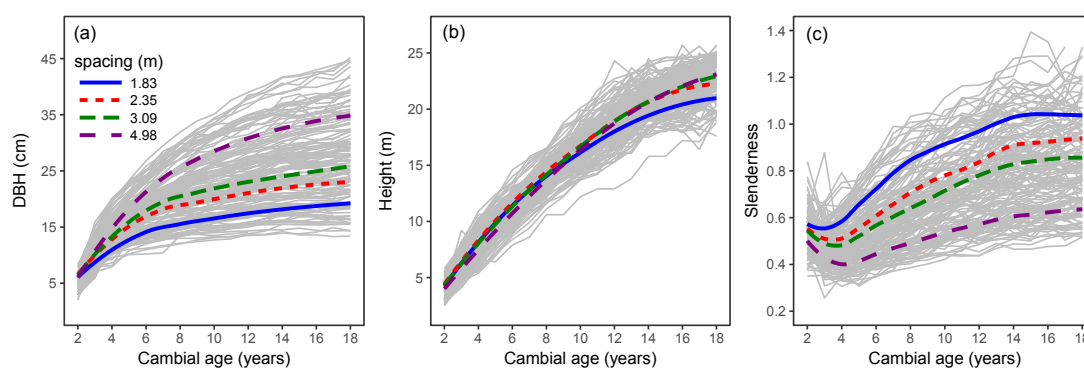 (a)
spacing (m)
1.83
2.35
3.09
4.98
DBH (cm)
45
35
25
15
5
2 4 6 8 10 12 14 16 18
Cambial age (years)
(b)
Height (m)
25
20
15
10
5
2 4 6 8 10 12 14 16 18
Cambial age (years)
(c)
Slenderness
1.4
1.2
1.0
0.8
0.6
0.4
0.2
2 4 6 8 10 12 14 16 18
Cambial age (years)